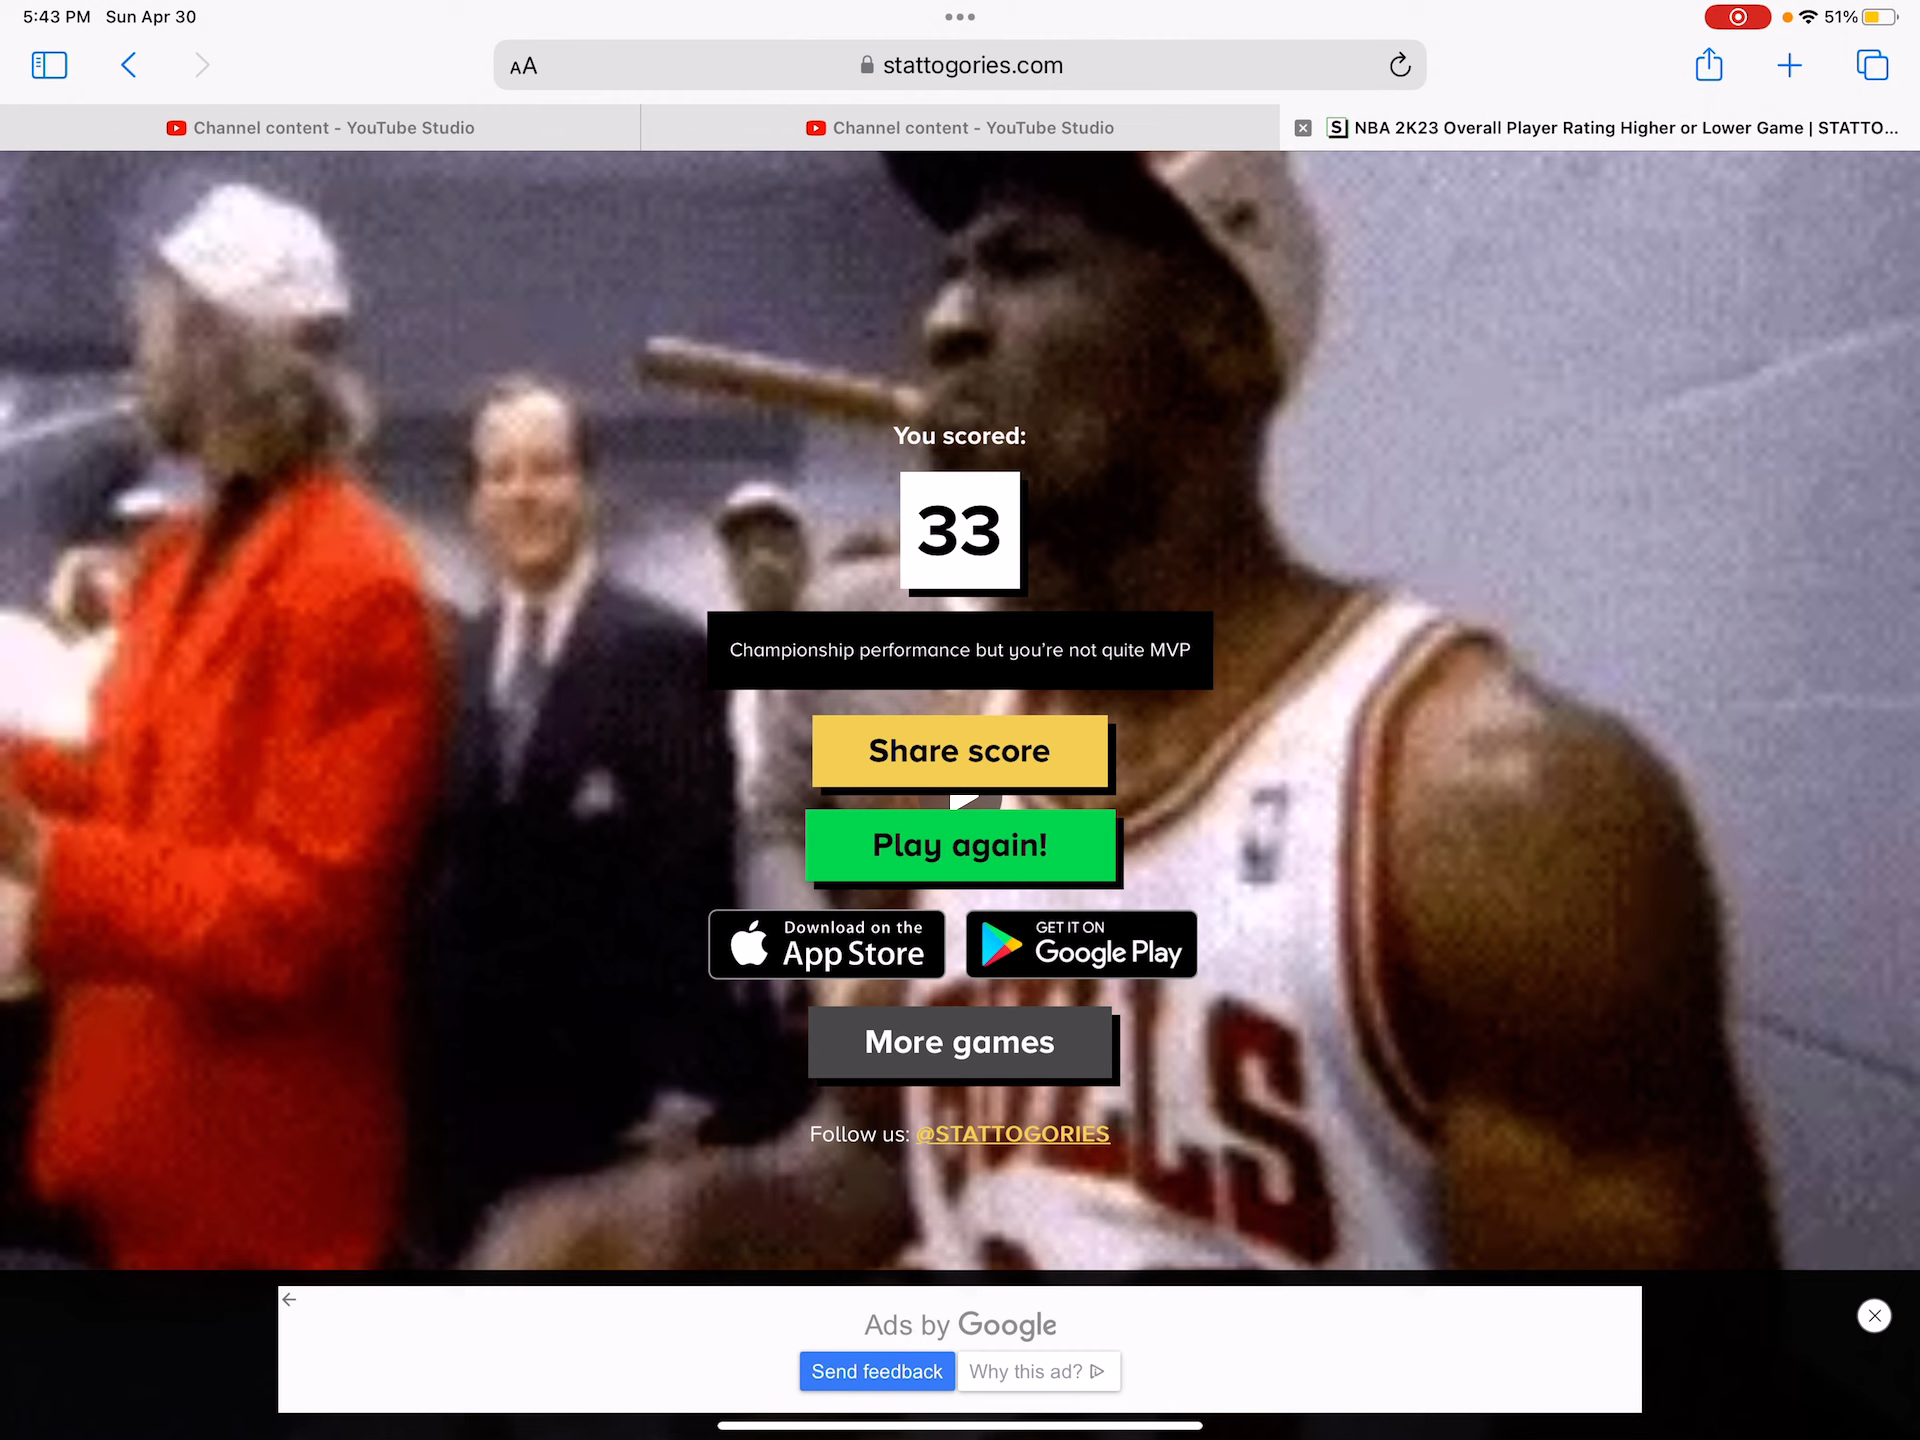 5:43 PM Sun Apr 30
51%
AA
stattogories.com
Channel content - YouTube Studio
Channel content - YouTube Studio
S NBA 2K23 Overall Player Rating Higher or Lower Game | STATTO...
You scored:
33
Championship performance but you're not quite MVP
Share score
Play again!
Download on the
App Store
GET IT ON
Google Play
More games
Follow us: @STATTOGORIES
BULLS
Ads by Google
Send feedback
Why this ad?